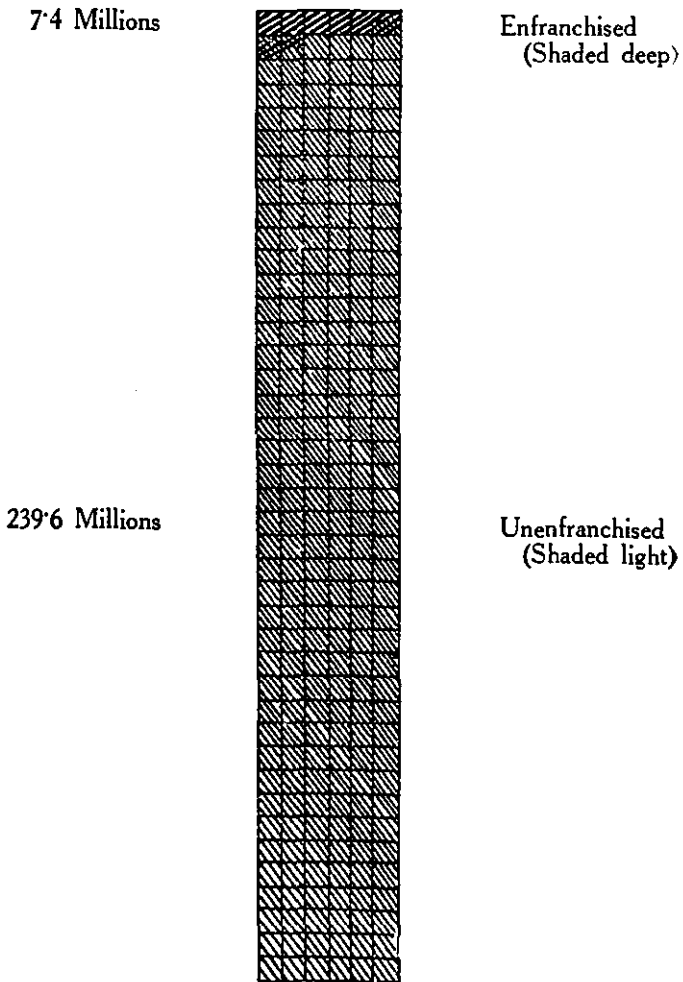 7·4 Millions
Enfranchised
(Shaded deep)
239·6 Millions
Unenfranchised
(Shaded light)